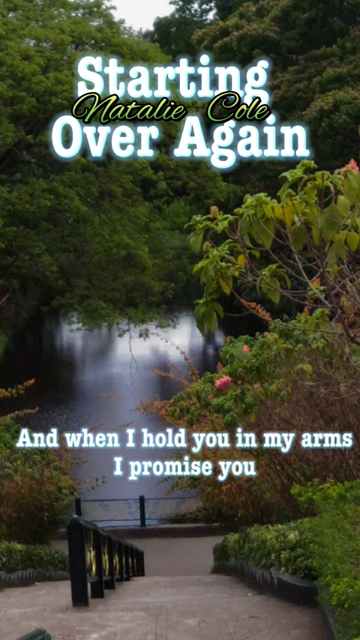 Starting
Natalie Cole
Over Again
And when I hold you in my arms
I promise you